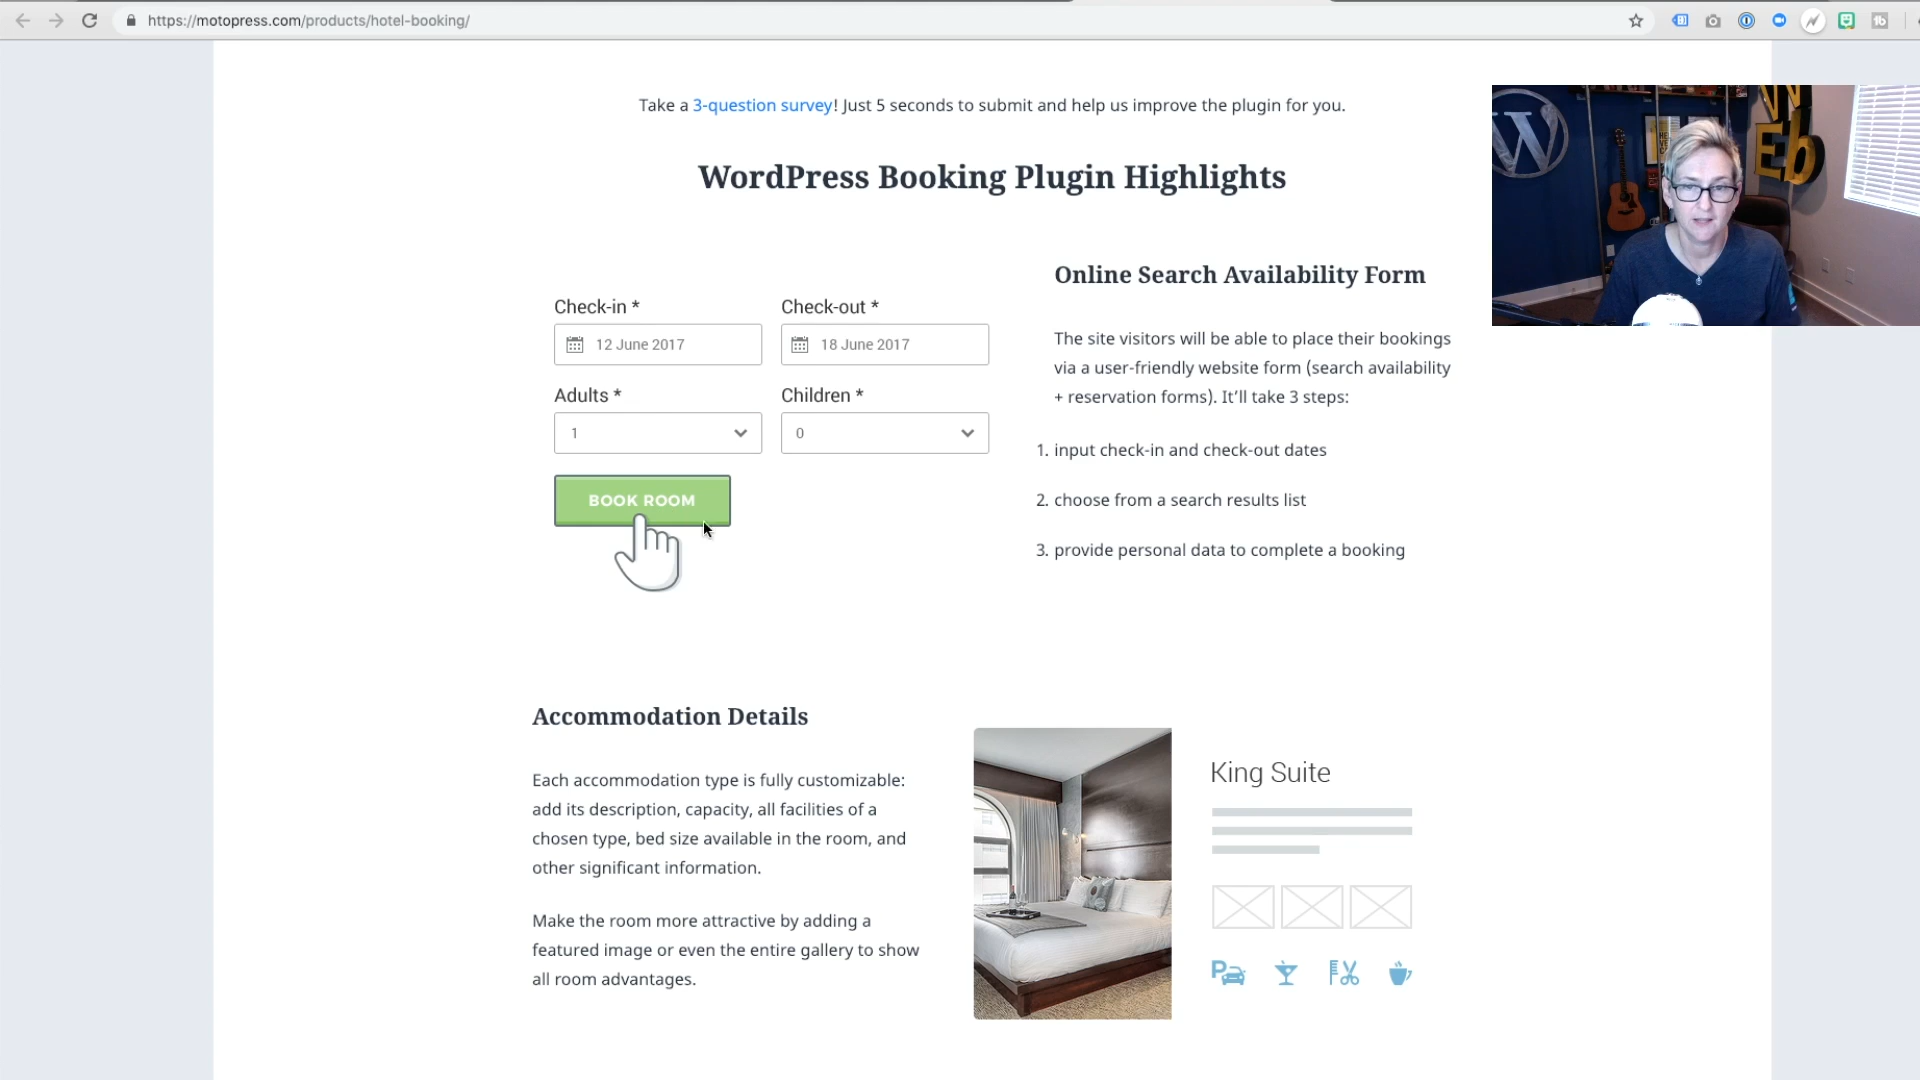 https://motopress.com/products/hotel-booking/
Take a 3-question survey! Just 5 seconds to submit and help us improve the plugin for you.
WordPress Booking Plugin Highlights
Check-in *
Check-out *
12 June 2017
18 June 2017
Adults *
Children *
1
0
BOOK ROOM
Online Search Availability Form
The site visitors will be able to place their bookings
via a user-friendly website form (search availability
+ reservation forms). It’ll take 3 steps:
1. input check-in and check-out dates
2. choose from a search results list
3. provide personal data to complete a booking
Accommodation Details
Each accommodation type is fully customizable:
add its description, capacity, all facilities of a
chosen type, bed size available in the room, and
other significant information.
Make the room more attractive by adding a
featured image or even the entire gallery to show
all room advantages.
King Suite
P
W
Eb